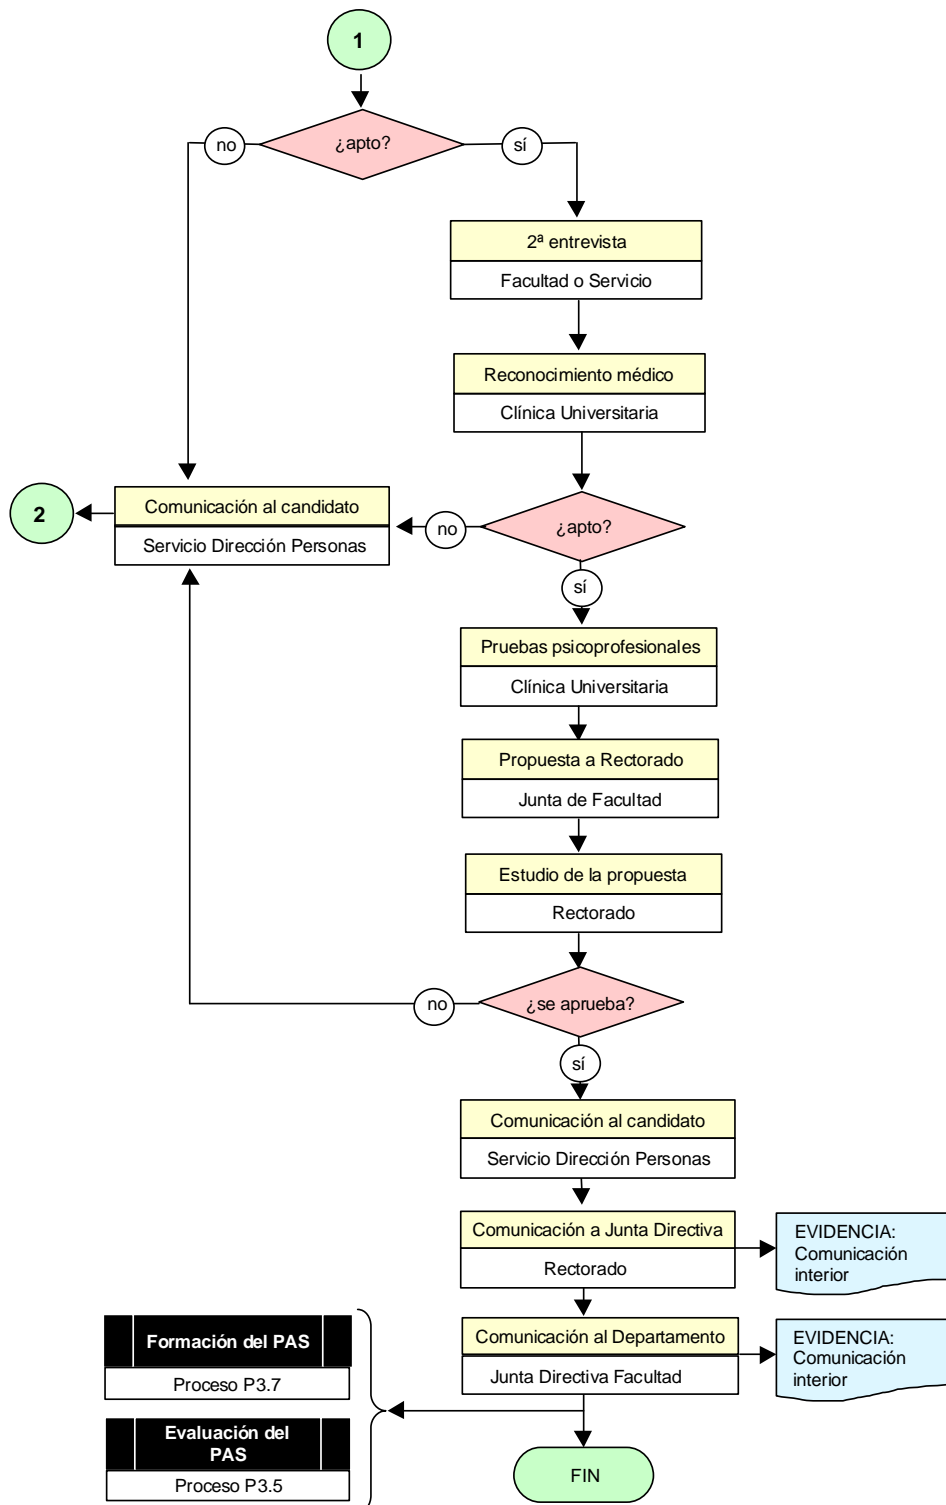 1
¿apto?
no
sí
2ª entrevista
Facultad o Servicio
Reconocimiento médico
Clínica Universitaria
2
Comunicación al candidato
Servicio Dirección Personas
no
¿apto?
sí
Pruebas psicoprofesionales
Clínica Universitaria
Propuesta a Rectorado
Junta de Facultad
Estudio de la propuesta
Rectorado
no
¿se aprueba?
sí
Comunicación al candidato
Servicio Dirección Personas
Comunicación a Junta Directiva
Rectorado
EVIDENCIA:
Comunicación
interior
Comunicación al Departamento
Junta Directiva Facultad
EVIDENCIA:
Comunicación
interior
Formación del PAS
Proceso P3.7
Evaluación del
PAS
Proceso P3.5
FIN